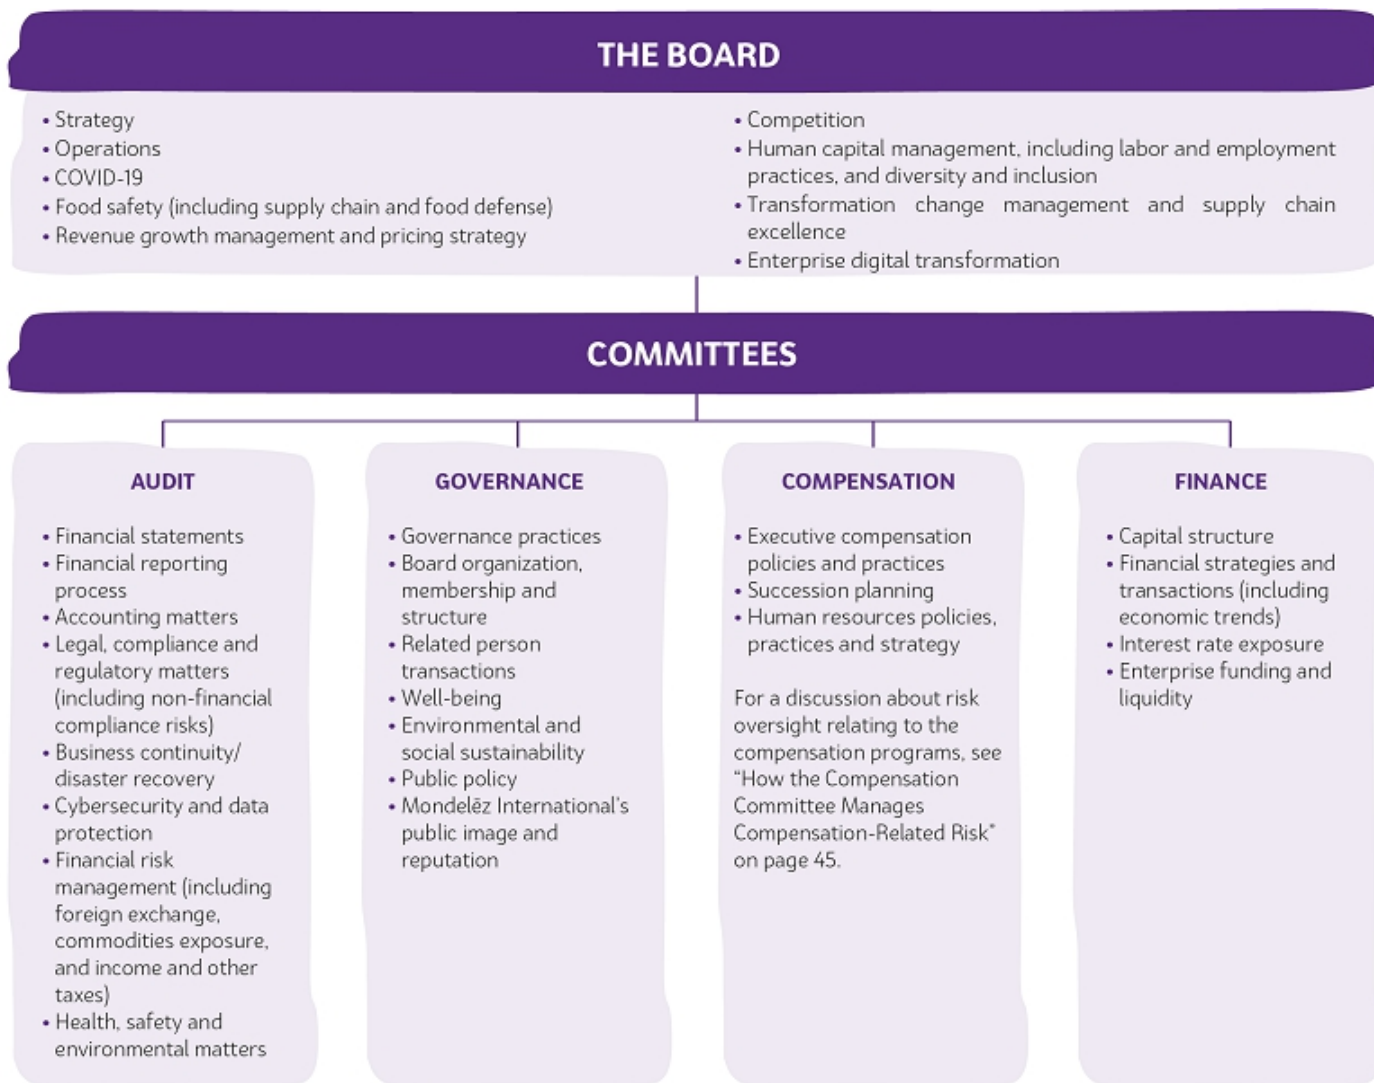 THE BOARD
• Strategy
• Operations
• COVID-19
• Food safety (including supply chain and food defense)
• Revenue growth management and pricing strategy
• Competition
• Human capital management, including labor and employment
practices, and diversity and inclusion
• Transformation change management and supply chain
excellence
• Enterprise digital transformation
COMMITTEES
AUDIT
• Financial statements
• Financial reporting
process
• Accounting matters
• Legal, compliance and
regulatory matters
(including non-financial
compliance risks)
• Business continuity/
disaster recovery
• Cybersecurity and data
protection
• Financial risk
management (including
foreign exchange,
commodities exposure,
and income and other
taxes)
• Health, safety and
environmental matters
GOVERNANCE
• Governance practices
• Board organization,
membership and
structure
• Related person
transactions
• Well-being
• Environmental and
social sustainability
• Public policy
• Mondelēz International's
public image and
reputation
COMPENSATION
• Executive compensation
policies and practices
• Succession planning
• Human resources policies,
practices and strategy
For a discussion about risk
oversight relating to the
compensation programs, see
“How the Compensation
Committee Manages
Compensation-Related Risk”
on page 45.
FINANCE
• Capital structure
• Financial strategies and
transactions (including
economic trends)
• Interest rate exposure
• Enterprise funding and
liquidity